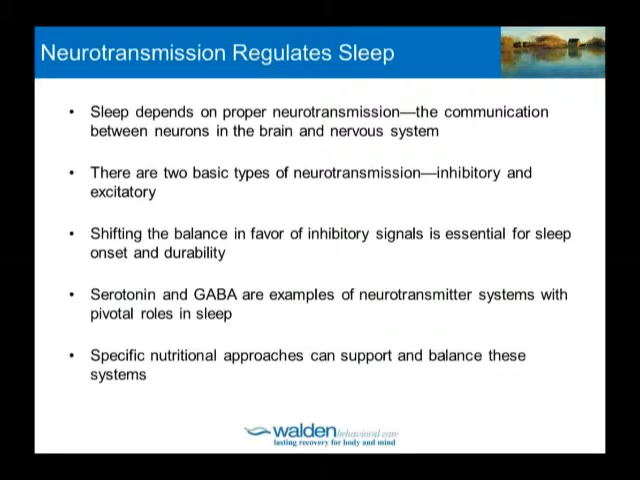 Neurotransmission Regulates Sleep
• Sleep depends on proper neurotransmission—the communication
between neurons in the brain and nervous system
• There are two basic types of neurotransmission—inhibitory and
excitatory
• Shifting the balance in favor of inhibitory signals is essential for sleep
onset and durability
• Serotonin and GABA are examples of neurotransmitter systems with
pivotal roles in sleep
• Specific nutritional approaches can support and balance these
systems
walden behavioral care
lasting recovery for body and mind